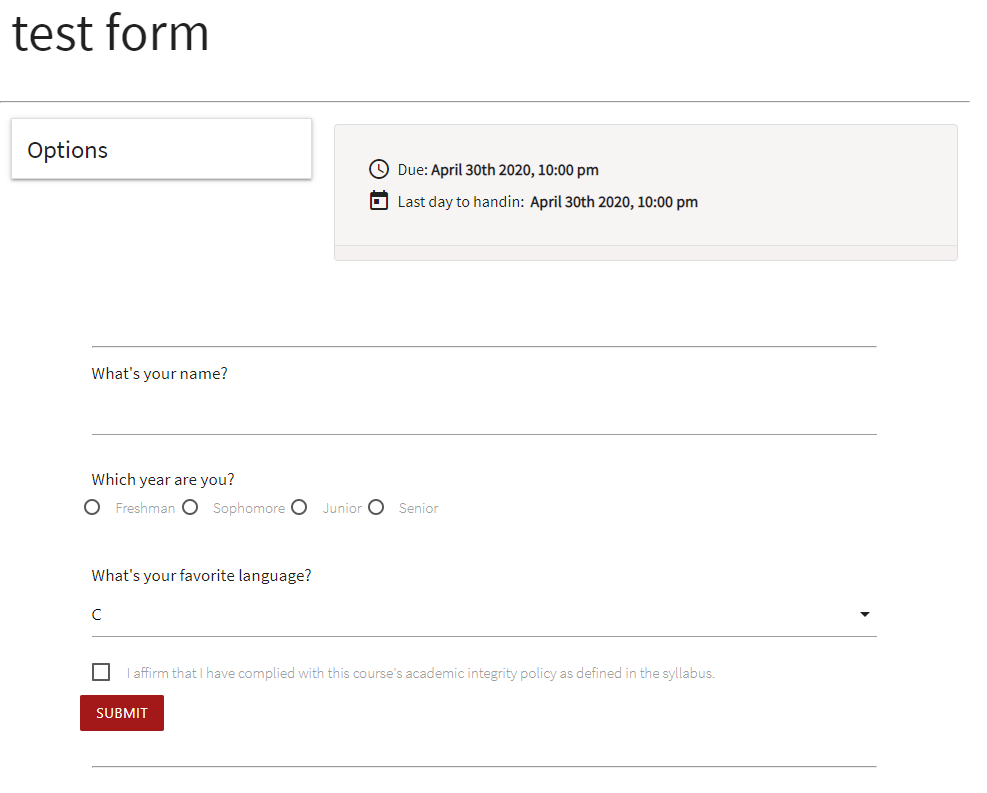 test form
Options
Due: April 30th 2020, 10:00 pm
Last day to handin: April 30th 2020, 10:00 pm
What's your name?
Which year are you?
Freshman Sophomore Junior Senior
What's your favorite language?
C
I affirm that I have complied with this course's academic integrity policy as defined in the syllabus.
SUBMIT